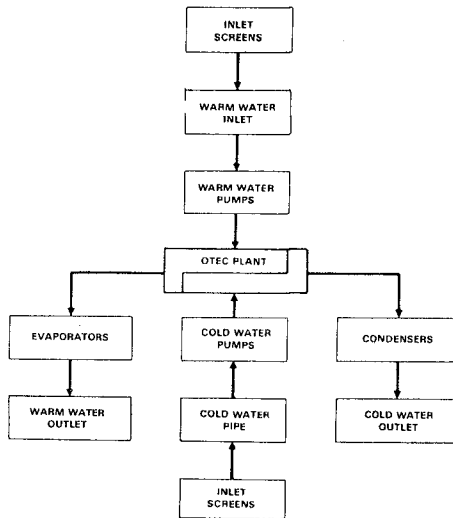 INLET
SCREENS
WARM WATER
INLET
WARM WATER
PUMPS
OTEC PLANT
EVAPORATORS
COLD WATER
PUMPS
CONDENSERS
WARM WATER
OUTLET
COLD WATER
PIPE
COLD WATER
OUTLET
INLET
SCREENS